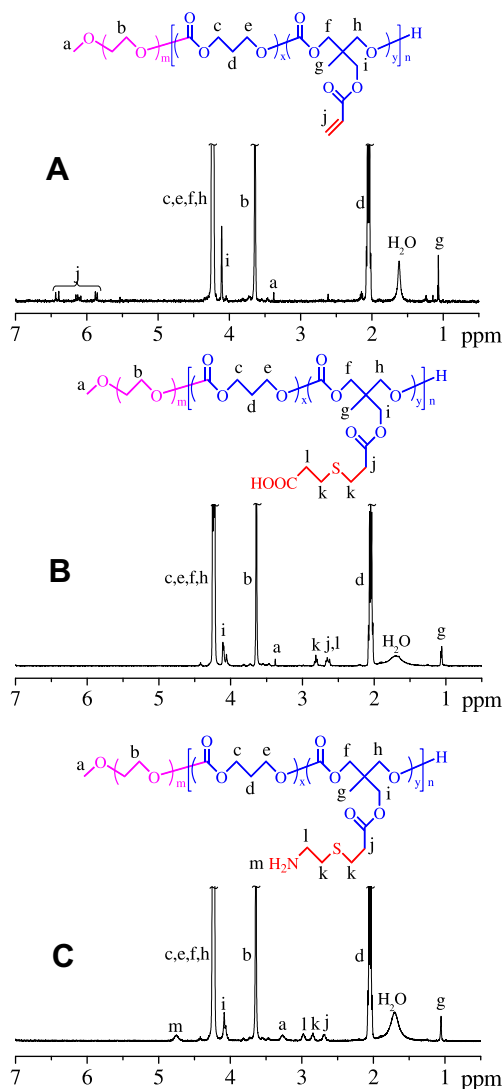 b c e f h
a O O m O O O x O O O y n H
d g i
O O
j
A
c,e,f,h b d H₂O g
j i a
7 6 5 4 3 2 1 ppm
b c e f h
a O O m O O O x O O O y n H
d g i
O O
l S j
HOOC k k
B
c,e,f,h b d
i a k j,l H₂O g
7 6 5 4 3 2 1 ppm
b c e f h
a O O m O O O x O O O y n H
d g i
O O
l S j
m H₂N k k
C
c,e,f,h b d H₂O g
m i a l k j
7 6 5 4 3 2 1 ppm